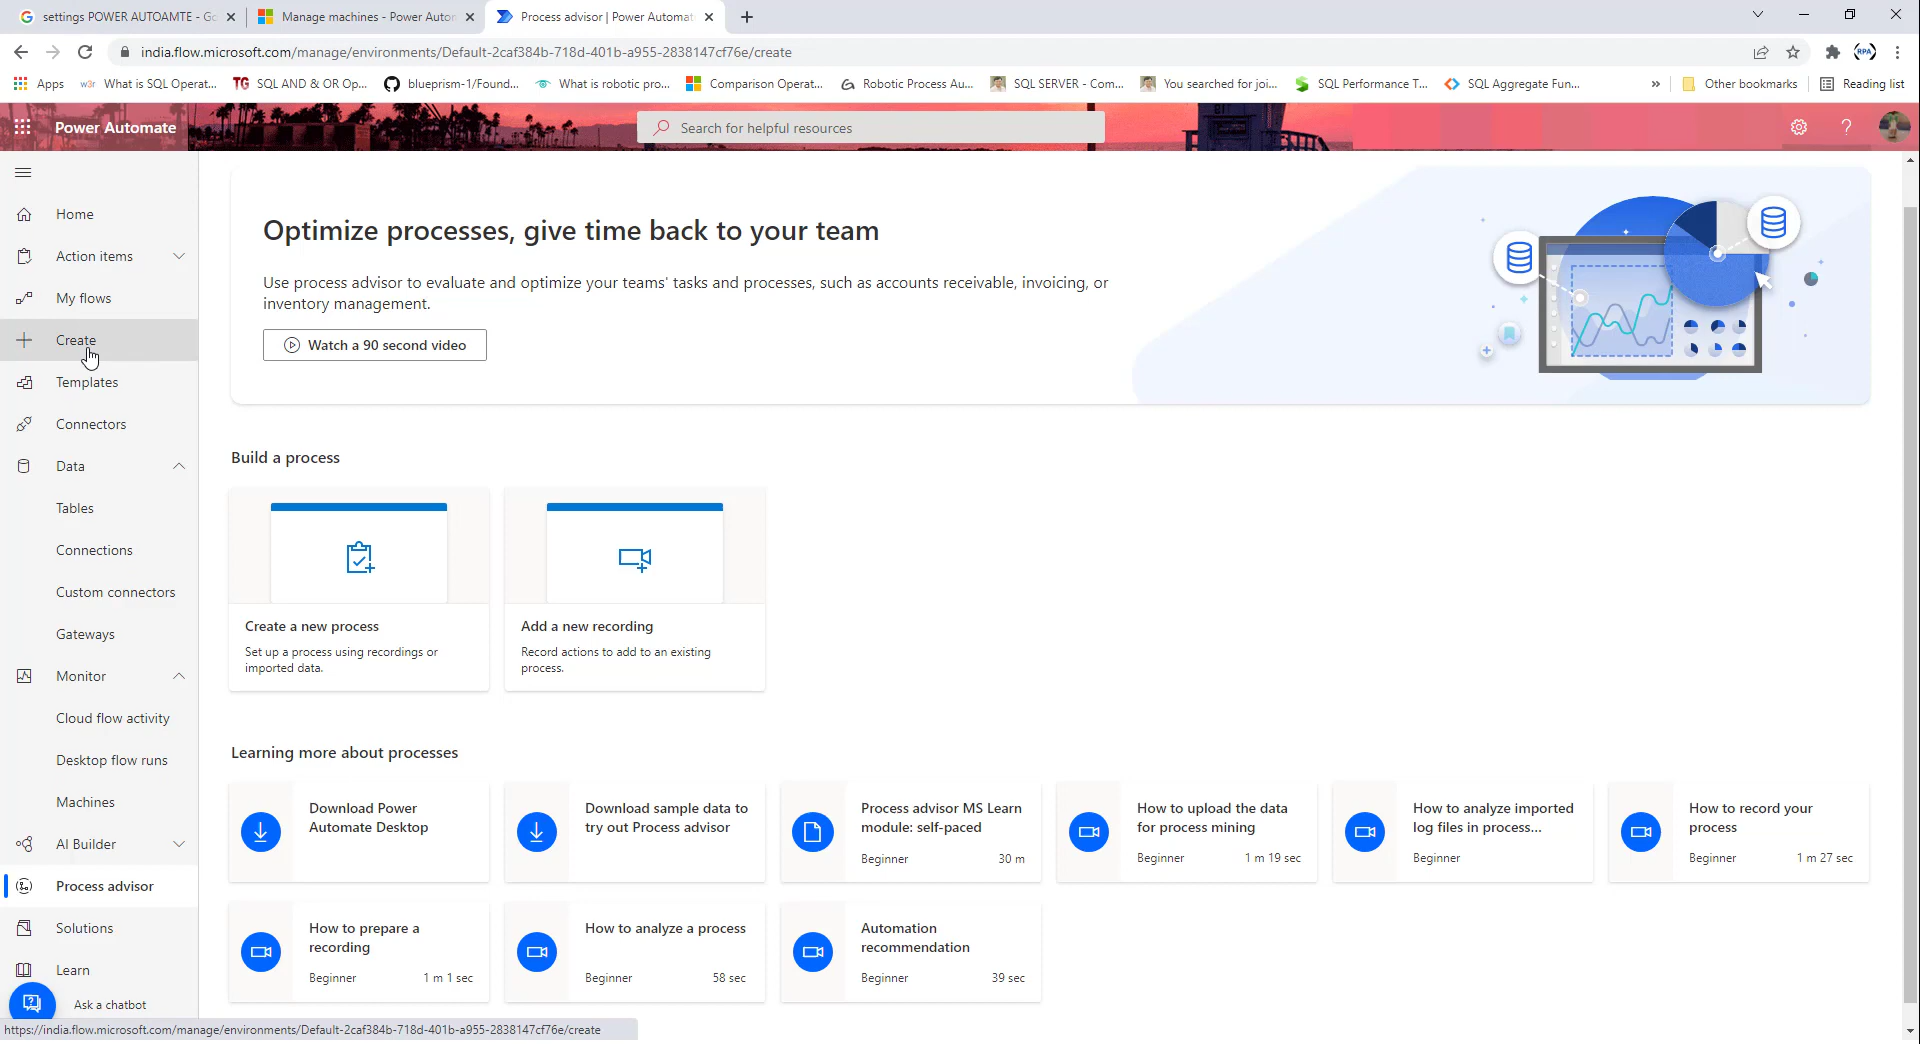 settings POWER AUTOAMTE - Go
Manage machines - Power Autom
Process advisor | Power Automat
india.flow.microsoft.com/manage/environments/Default-2caf384b-718d-401b-a955-2838147cf76e/create
(RPA)
Apps
w3r What is SQL Operat...
TG SQL AND & OR Op...
blueprism-1/Found...
What is robotic pro...
Comparison Operat...
Robotic Process Au...
SQL SERVER - Com...
You searched for joi...
SQL Performance T...
SQL Aggregate Fun...
»
Other bookmarks
Reading list
Power Automate
Search for helpful resources
?
Home
Action items
My flows
Create
Templates
Connectors
Data
Tables
Connections
Custom connectors
Gateways
Monitor
Cloud flow activity
Desktop flow runs
Machines
AI Builder
Process advisor
Solutions
Learn
Ask a chatbot
Optimize processes, give time back to your team
Use process advisor to evaluate and optimize your teams' tasks and processes, such as accounts receivable, invoicing, or
inventory management.
Watch a 90 second video
Build a process
Create a new process
Set up a process using recordings or
imported data.
Add a new recording
Record actions to add to an existing
process.
Learning more about processes
Download Power
Automate Desktop
Download sample data to
try out Process advisor
Process advisor MS Learn
module: self-paced
Beginner 30 m
How to upload the data
for process mining
Beginner 1 m 19 sec
How to analyze imported
log files in process...
Beginner
How to record your
process
Beginner 1 m 27 sec
How to prepare a
recording
Beginner 1 m 1 sec
How to analyze a process
Beginner 58 sec
Automation
recommendation
Beginner 39 sec
https://india.flow.microsoft.com/manage/environments/Default-2caf384b-718d-401b-a955-2838147cf76e/create